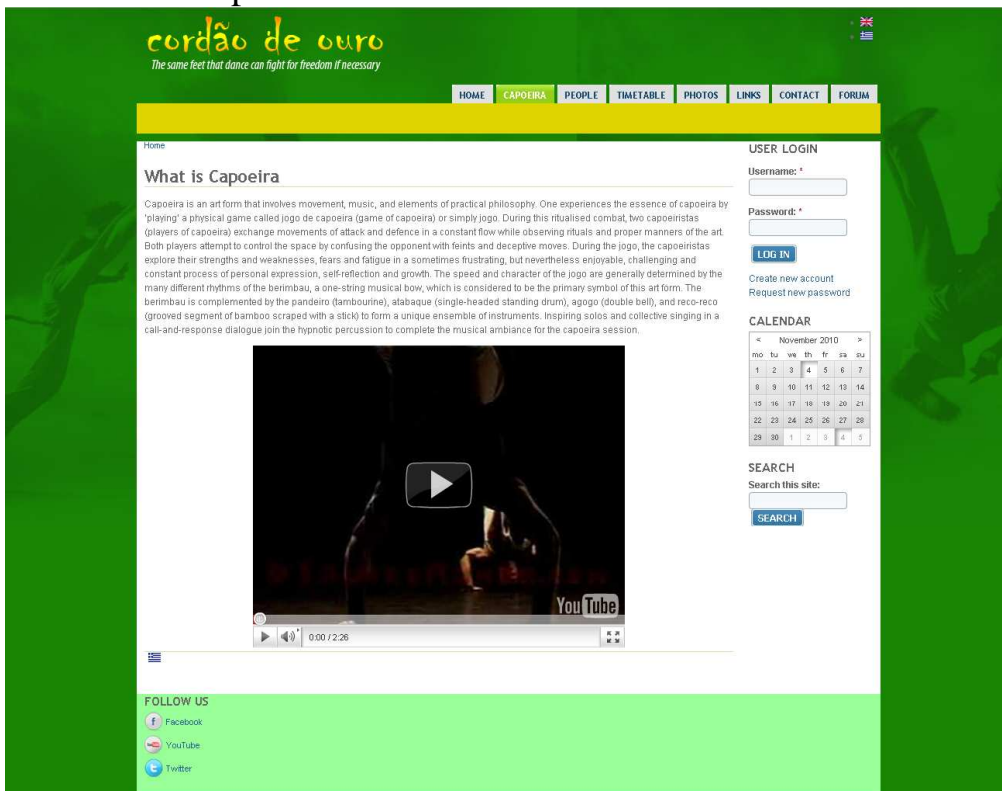 cordão de ouro
The same feet that dance can fight for freedom if necessary
HOME CAPOEIRA PEOPLE TIMETABLE PHOTOS LINKS CONTACT FORUM
Home
What is Capoeira
Capoeira is an art form that involves movement, music, and elements of practical philosophy. One experiences the essence of capoeira by
'playing' a physical game called jogo de capoeira (game of capoeira) or simply jogo. During this ritualised combat, two capoeiristas
(players of capoeira) exchange movements of attack and defence in a constant flow while observing rituals and proper manners of the art.
Both players attempt to control the space by confusing the opponent with feints and deceptive moves. During the jogo, the capoeiristas
explore their strengths and weaknesses, fears and fatigue in a sometimes frustrating, but nevertheless enjoyable, challenging and
constant process of personal expression, self-reflection and growth. The speed and character of the jogo are generally determined by the
many different rhythms of the berimbau, a one-string musical bow, which is considered to be the primary symbol of this art form. The
berimbau is complemented by the pandeiro (tambourine), atabaque (single-headed standing drum), agogo (double bell), and reco-reco
(grooved segment of bamboo scraped with a stick) to form a unique ensemble of instruments. Inspiring solos and collective singing in a
call-and-response dialogue join the hypnotic percussion to complete the musical ambiance for the capoeira session.
You Tube
0:00 / 2:26
USER LOGIN
Username: *
Password: *
LOG IN
Create new account
Request new password
CALENDAR
< November 2010 >
mo tu we th fr sa su
1 2 3 4 5 6 7
8 9 10 11 12 13 14
15 16 17 18 19 20 21
22 23 24 25 26 27 28
29 30 1 2 3 4 5
SEARCH
Search this site:
SEARCH
FOLLOW US
Facebook
YouTube
Twitter